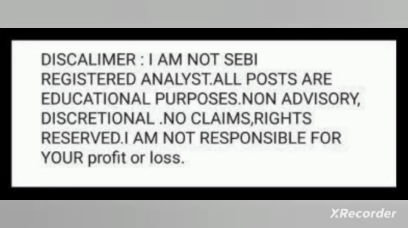 DISCALIMER : I AM NOT SEBI
REGISTERED ANALYST.ALL POSTS ARE
EDUCATIONAL PURPOSES.NON ADVISORY,
DISCRETIONAL .NO CLAIMS,RIGHTS
RESERVED.I AM NOT RESPONSIBLE FOR
YOUR profit or loss.
XRecorder